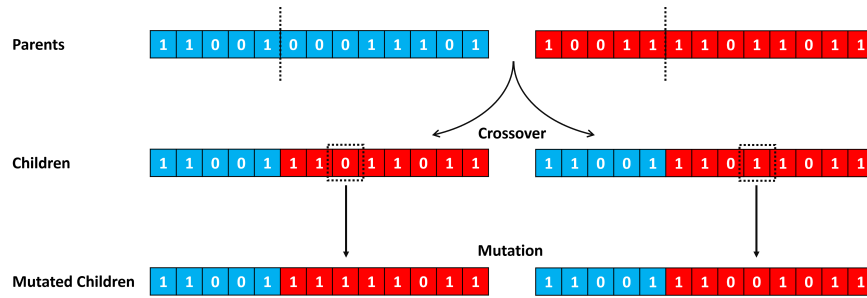 Parents 1 1 0 0 1 0 0 0 1 1 1 0 1 1 0 0 1 1 1 1 0 1 1 0 1 1
Crossover
Children 1 1 0 0 1 1 1 0 1 1 0 1 1 1 1 0 0 1 1 1 0 1 1 0 1 1
Mutation
Mutated Children 1 1 0 0 1 1 1 1 1 1 0 1 1 1 1 0 0 1 1 1 0 0 1 0 1 1